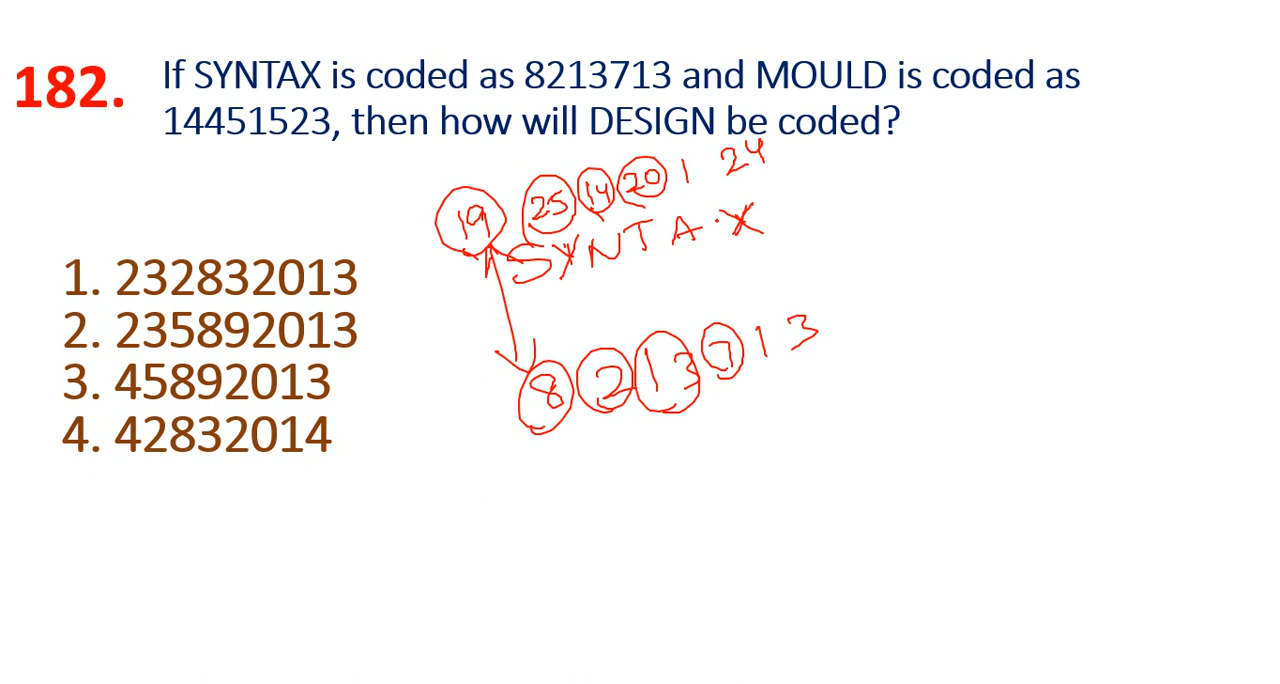 182. If SYNTAX is coded as 8213713 and MOULD is coded as
14451523, then how will DESIGN be coded?
19 25 14 20 1 24
SYNTAX
1. 232832013
2. 235892013
8 2 13 7 1 3
3. 45892013
4. 42832014